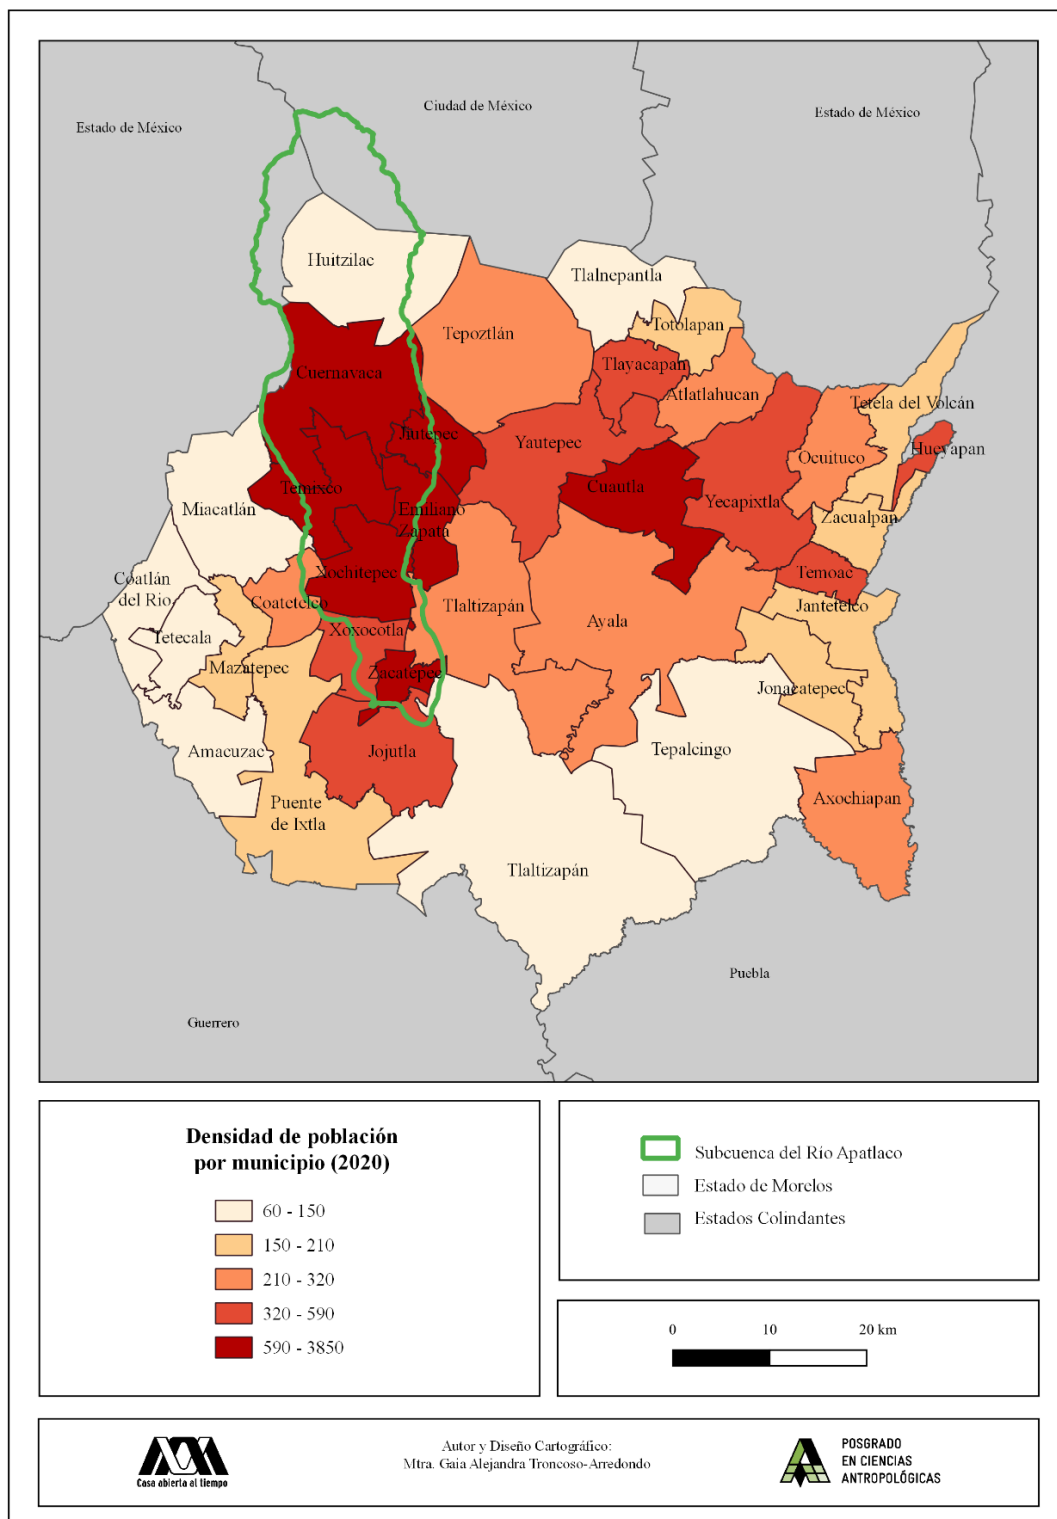 Ciudad de México
Estado de México
Estado de México
Huitzilac
Tlalnepantla
Totolapan
Tepoztlán
Tlayacapan
Cuernavaca
Atlatlahucan
Tetela del Volcán
Jiutepec
Yautepec
Hueyapan
Ocuituco
Cuautla
Temixco
Yecapixtla
Emiliano
Zapata
Miacatlán
Zacualpan
Xochitepec
Temoac
Coatlán
del Río
Coatetelco
Tlaltizapán
Jantetelco
Ayala
Xoxocotla
Tetecala
Mazatepec
Zacatepec
Jonacatepec
Amacuzac
Jojutla
Tepalcingo
Axochiapan
Puente
de Ixtla
Tlaltizapán
Puebla
Guerrero
Densidad de población
por municipio (2020)
60 - 150
150 - 210
210 - 320
320 - 590
590 - 3850
Subcuenca del Río Apatlaco
Estado de Morelos
Estados Colindantes
0 10 20 km
Casa abierta al tiempo
Autor y Diseño Cartográfico:
Mtra. Gaia Alejandra Troncoso-Arredondo
POSGRADO
EN CIENCIAS
ANTROPOLÓGICAS